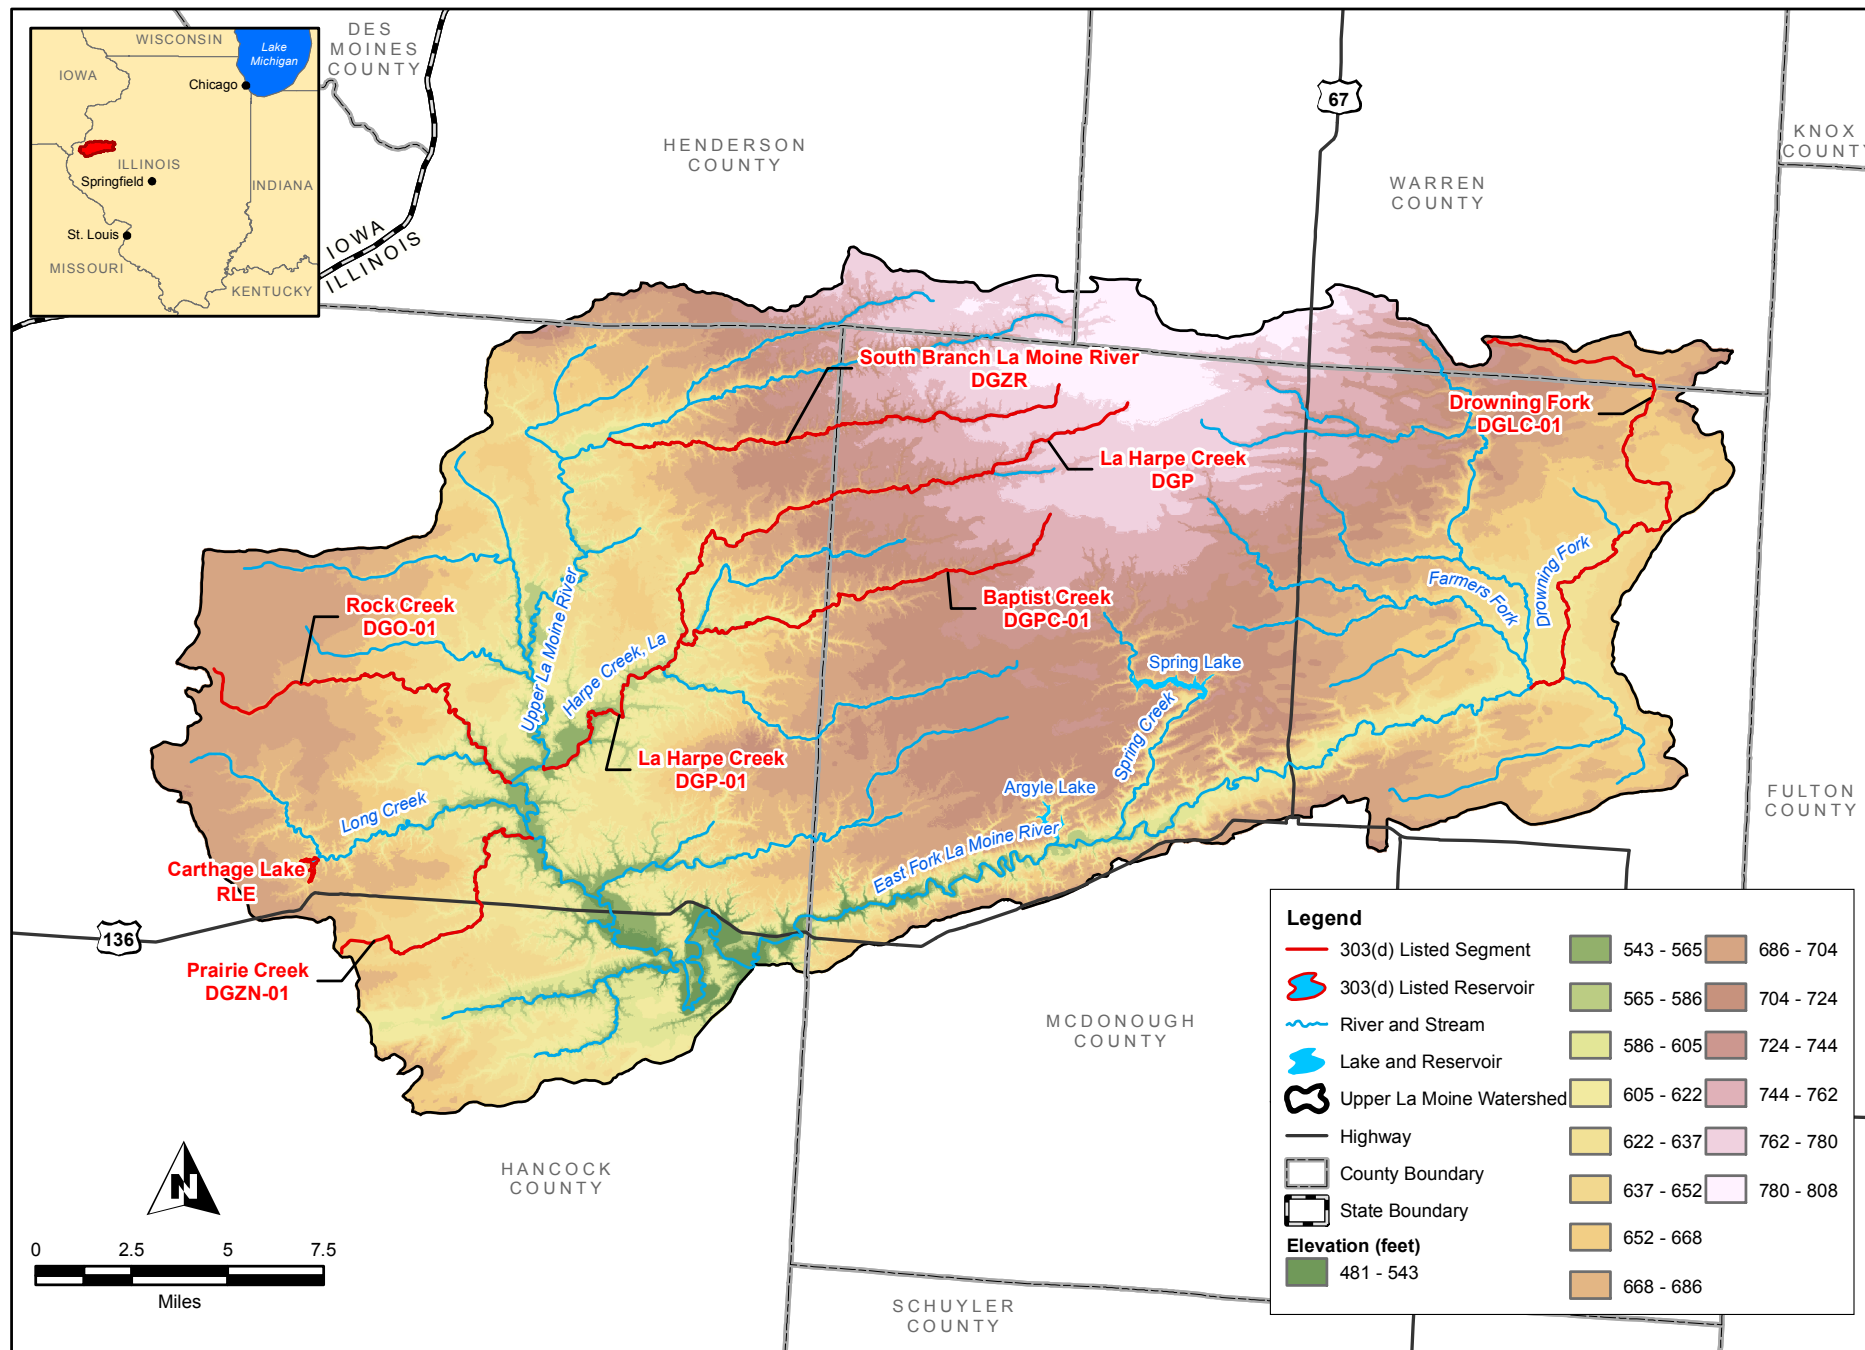 WISCONSIN
Lake
Michigan
IOWA
Chicago
ILLINOIS
Springfield
INDIANA
St. Louis
MISSOURI
KENTUCKY
DES
MOINES
COUNTY
IOWA
ILLINOIS
HENDERSON
COUNTY
67
WARREN
COUNTY
KNOX
COUNTY
South Branch La Moine River
DGZR
La Harpe Creek
DGP
Drowning Fork
DGLC-01
Baptist Creek
DGPC-01
Rock Creek
DGO-01
Upper La Moine River
Harpe Creek, La
Farmers Fork
Drowning Fork
Spring Lake
Spring Creek
La Harpe Creek
DGP-01
Argyle Lake
East Fork La Moine River
Long Creek
Carthage Lake
RLE
136
Prairie Creek
DGZN-01
FULTON
COUNTY
MCDONOUGH
COUNTY
HANCOCK
COUNTY
SCHUYLER
COUNTY
N
0 2.5 5 7.5
Miles
Legend
303(d) Listed Segment
303(d) Listed Reservoir
River and Stream
Lake and Reservoir
Upper La Moine Watershed
Highway
County Boundary
State Boundary
Elevation (feet)
481 - 543
543 - 565
565 - 586
586 - 605
605 - 622
622 - 637
637 - 652
652 - 668
668 - 686
686 - 704
704 - 724
724 - 744
744 - 762
762 - 780
780 - 808